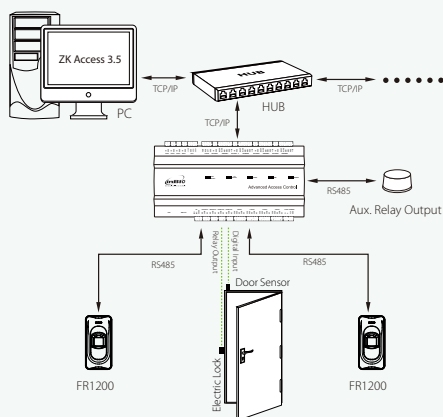 ZK Access 3.5
PC
TCP/IP
HUB
HUB
TCP/IP
TCP/IP
Advanced Access Control
RS485
Aux. Relay Output
Relay Output
Digital Input
RS485
RS485
Door Sensor
Electric Lock
FR1200
FR1200